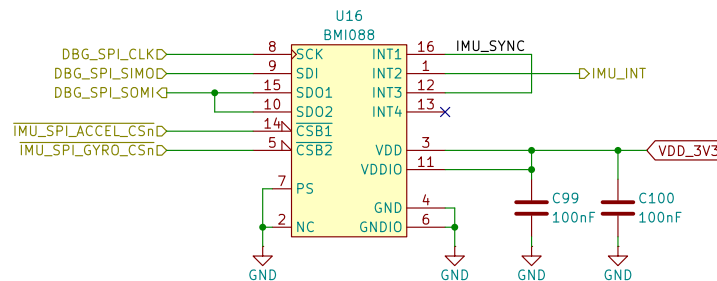 U16
BMI088
DBG_SPI_CLK 8 SCK INT1 16 IMU_SYNC
DBG_SPI_SIMO 9 SDI INT2 1 IMU_INT
DBG_SPI_SOMI 15 SDO1 INT3 12
10 SDO2 INT4 13
IMU_SPI_ACCEL_CSn 14 CSB1
IMU_SPI_GYRO_CSn 5 CSB2 VDD 3 VDD_3V3
VDDIO 11
7 PS
GND 4 C99 C100
100nF 100nF
2 NC GNDIO 6
GND GND GND GND